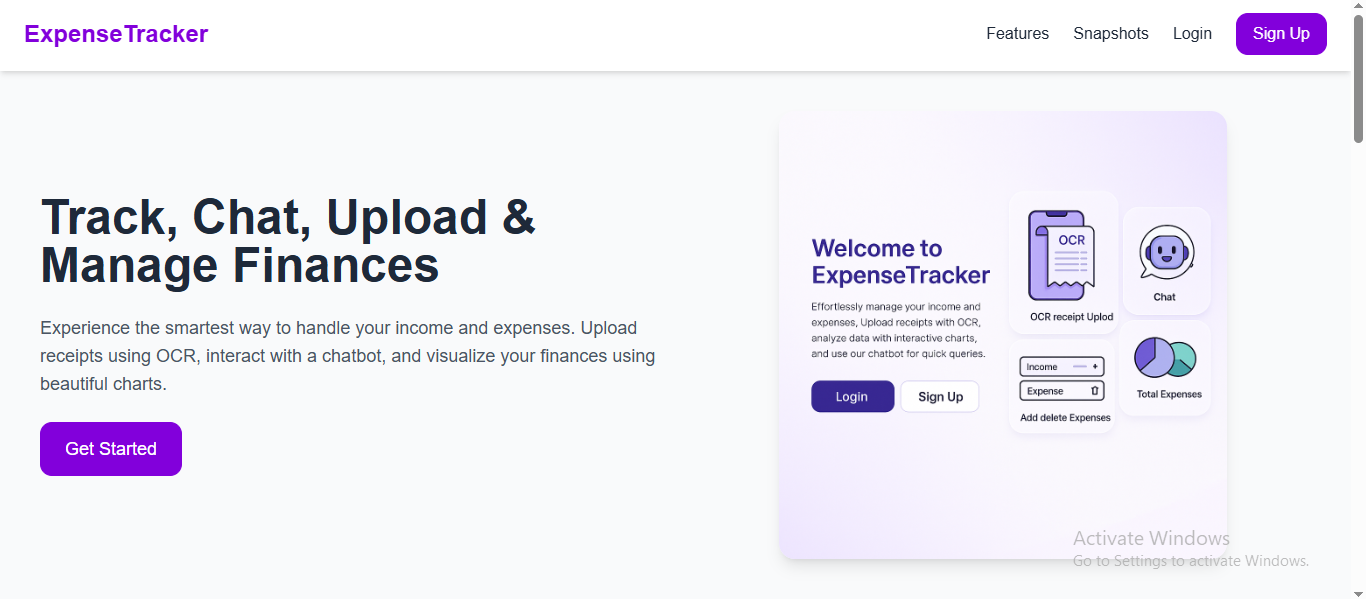 ExpenseTracker
Features
Snapshots
Login
Sign Up
Track, Chat, Upload &
Manage Finances
Experience the smartest way to handle your income and expenses. Upload
receipts using OCR, interact with a chatbot, and visualize your finances using
beautiful charts.
Get Started
Welcome to
ExpenseTracker
Effortlessly manage your income and
expenses, Upload receipts with OCR,
analyze data with interactive charts,
and use our chatbot for quick queries.
Login
Sign Up
OCR
OCR receipt Uplod
Chat
Income
Expense
Add delete Expenses
Total Expenses
Activate Windows
Go to Settings to activate Windows.